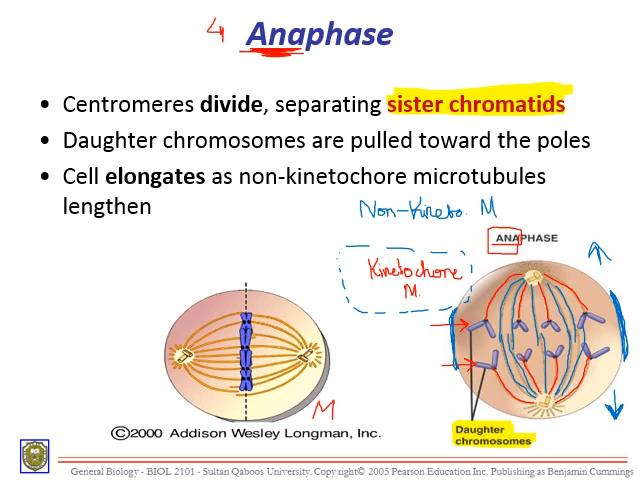 4 Anaphase
• Centromeres divide, separating sister chromatids
• Daughter chromosomes are pulled toward the poles
• Cell elongates as non-kinetochore microtubules
lengthen
Non-Kineto. M
ANAPHASE
Kinetochore
M.
M
©2000 Addison Wesley Longman, Inc.
Daughter
chromosomes
General Biology - BIOL 2101 - Sultan Qaboos University. Copy right© 2005 Pearson Education Inc. Publishing as Benjamin Cummings